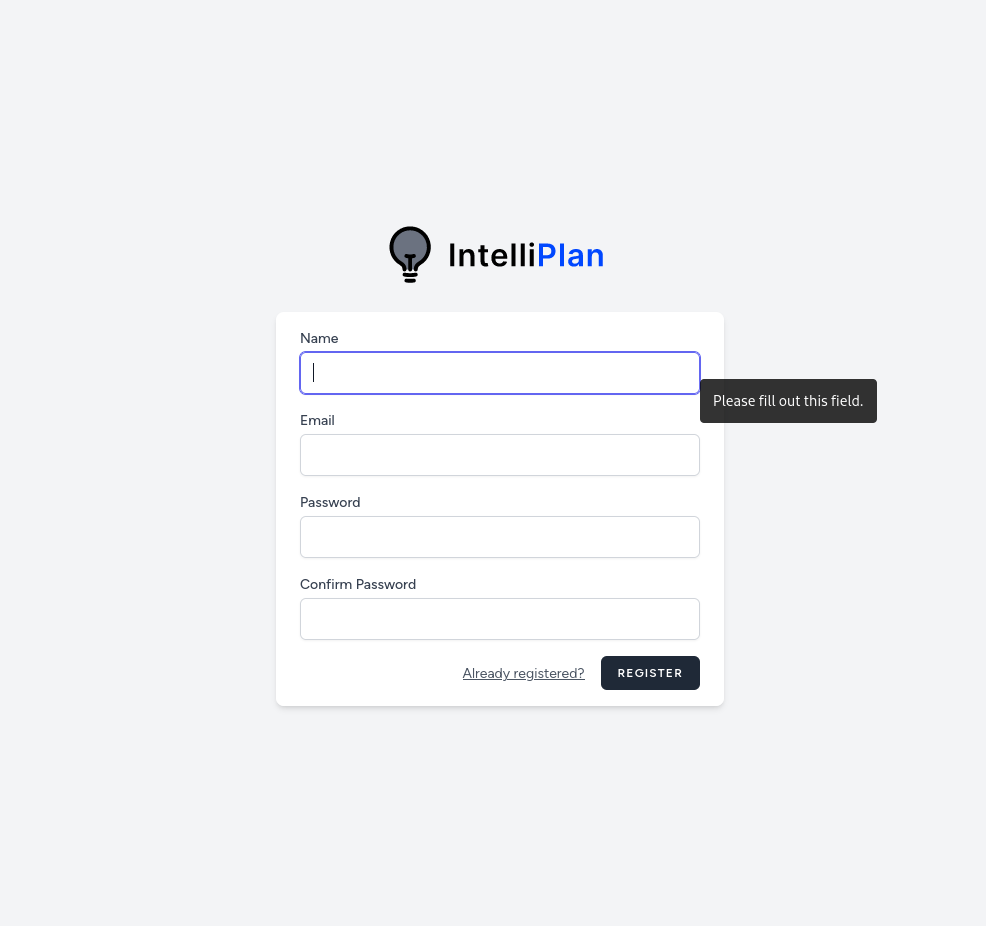 IntelliPlan
Name
Please fill out this field.
Email
Password
Confirm Password
Already registered? REGISTER